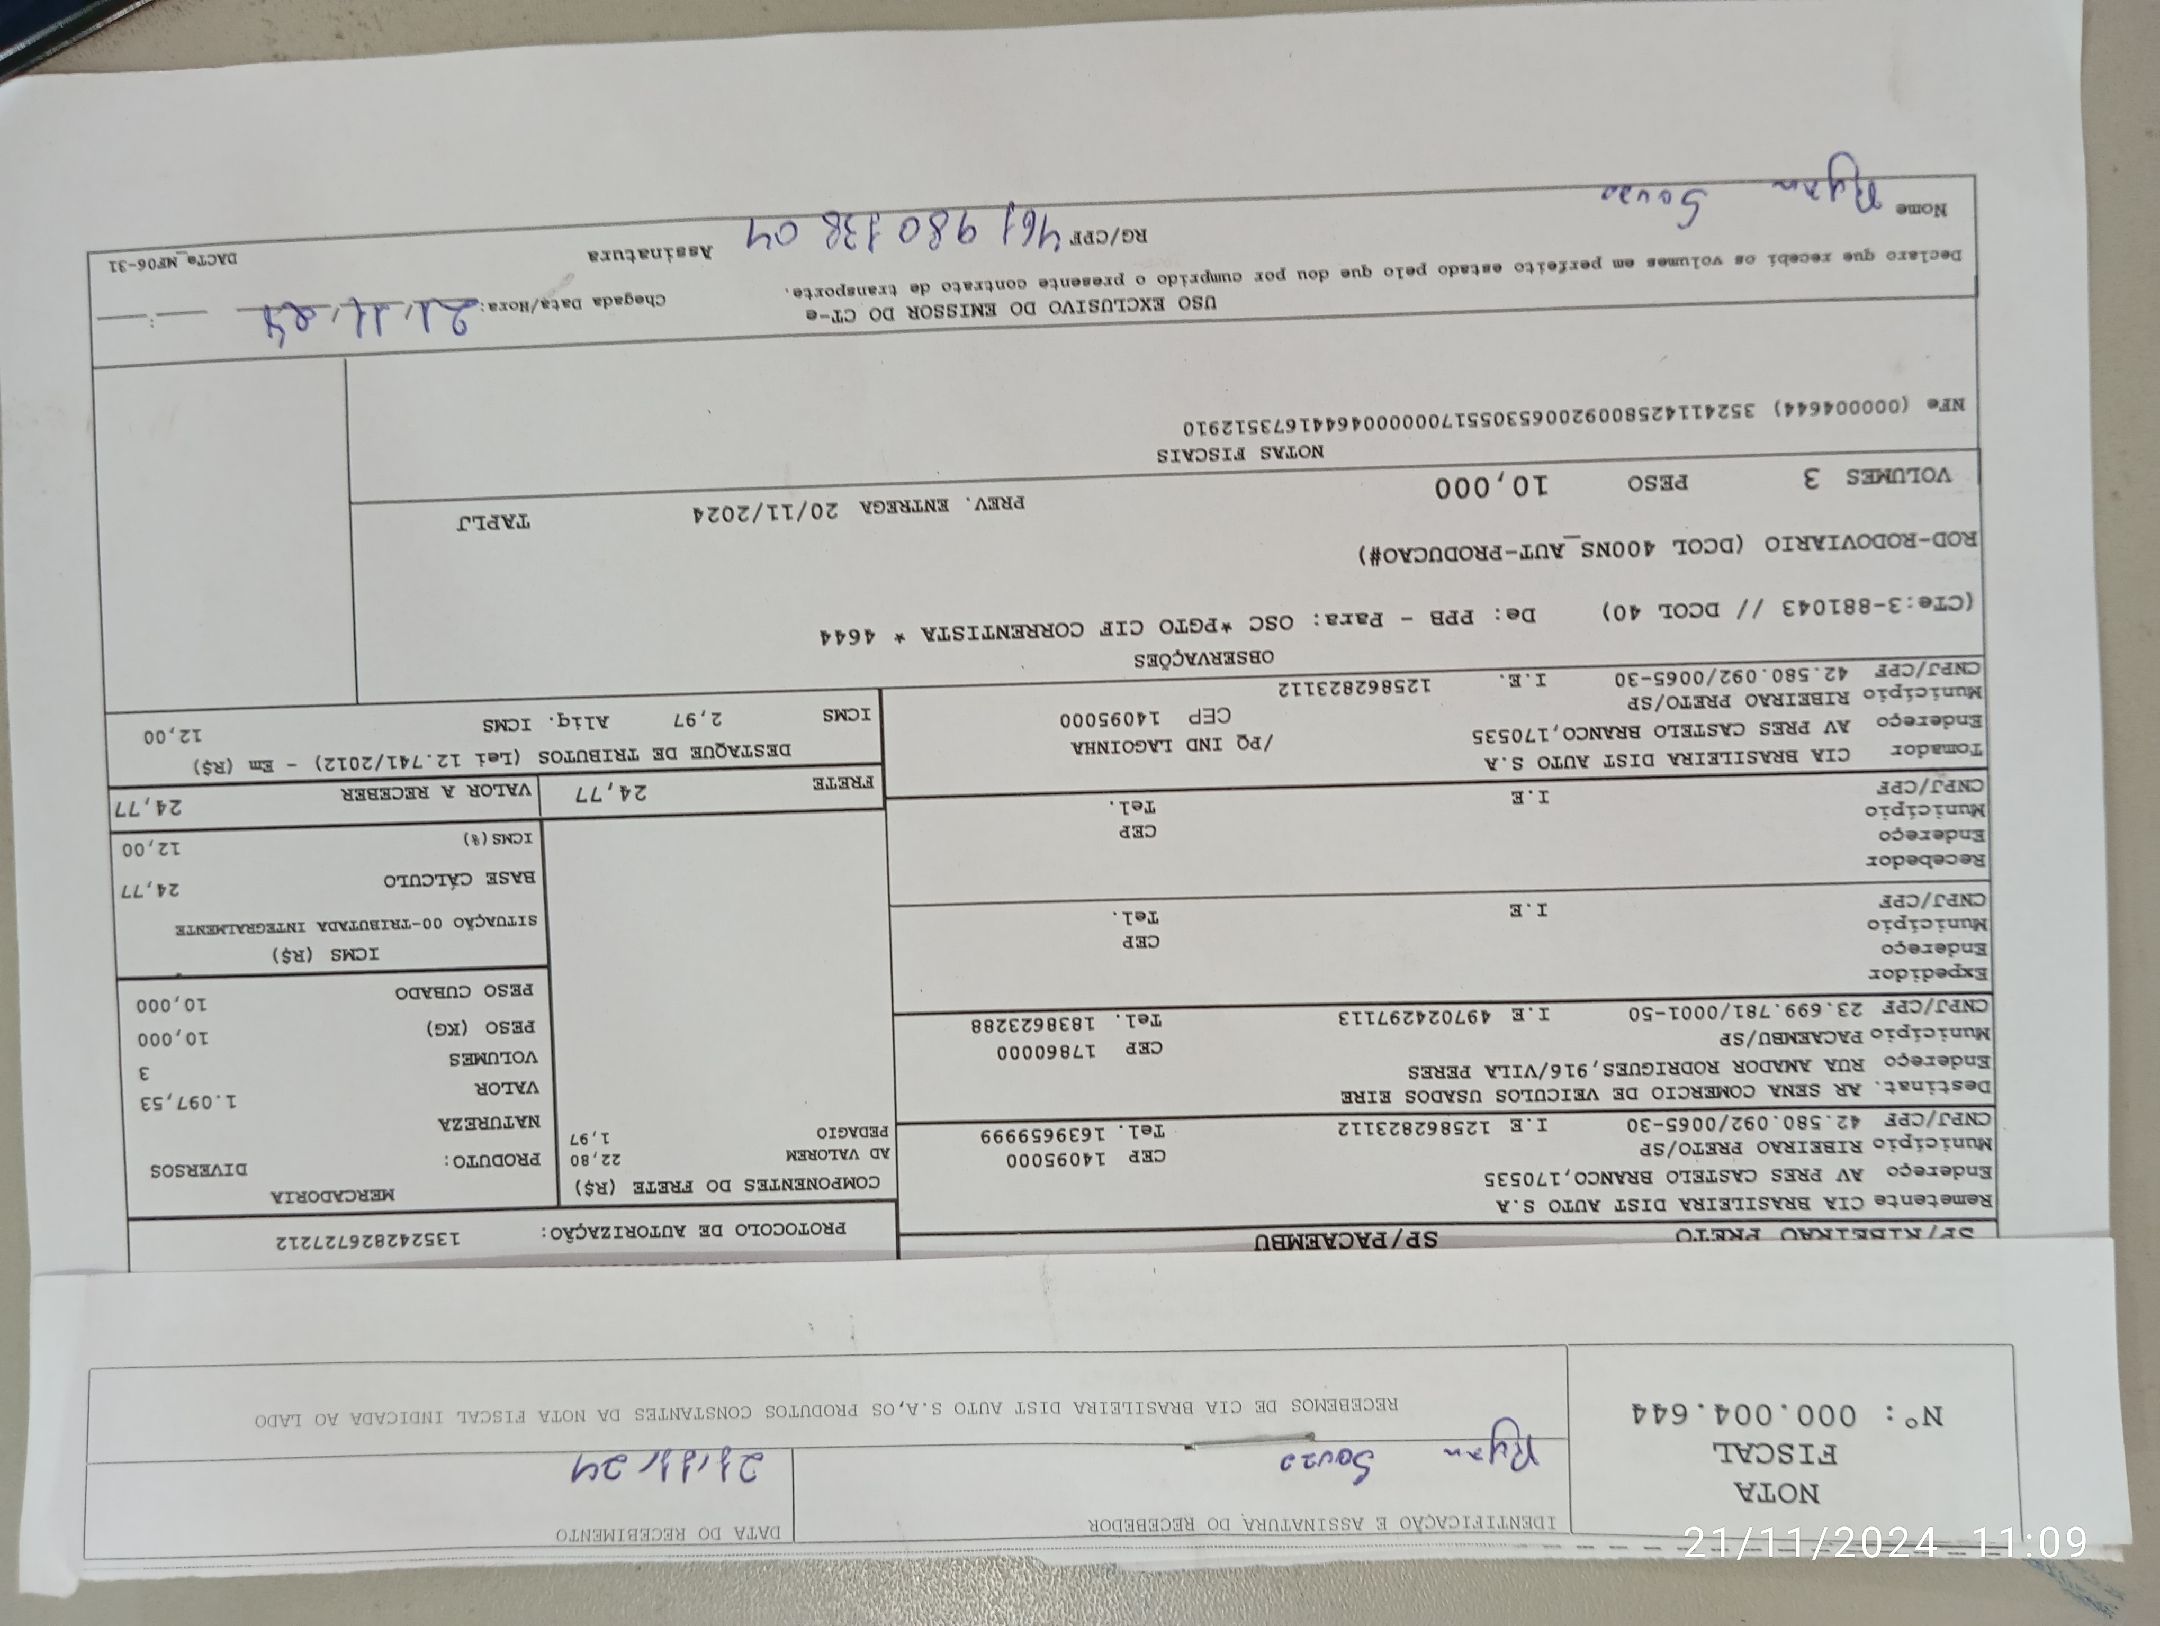 NOTA
FISCAL
Nº: 000.004.644
IDENTIFICAÇÃO E ASSINATURA DO RECEBEDOR
Ryan Souza
DATA DO RECEBIMENTO
21/11/24
RECEBEMOS DE CIA BRASILEIRA DIST AUTO S.A, OS PRODUTOS CONSTANTES DA NOTA FISCAL INDICADA AO LADO
SP/RIBEIRAO PRETO SP/PACAEMBU
PROTOCOLO DE AUTORIZAÇÃO: 135242826727212
Remetente CIA BRASILEIRA DIST AUTO S.A
Endereço AV PRES CASTELO BRANCO,170535
Município RIBEIRAO PRETO/SP CEP 14095000
CNPJ/CPF 42.580.092/0065-30 I.E 12586823112 Tel. 1639659999
Destinat. AR SENA COMERCIO DE VEICULOS USADOS EIRE
Endereço RUA AMADOR RODRIGUES,916/VILA PERES
Município PACAEMBU/SP CEP 17860000
CNPJ/CPF 23.699.781/0001-50 I.E 497024297113 Tel. 1838623288
Expedidor
Endereço
Município CEP
CNPJ/CPF I.E Tel.
Recebedor
Endereço
Município CEP
CNPJ/CPF I.E Tel.
Tomador CIA BRASILEIRA DIST AUTO S.A
Endereço AV PRES CASTELO BRANCO,170535 /PQ IND LAGOINHA
Município RIBEIRAO PRETO/SP CEP 14095000
CNPJ/CPF 42.580.092/0065-30 I.E. 12586823112
COMPONENTES DO FRETE (R$)
AD VALOREM 22,80
PEDAGIO 1,97
MERCADORIA
PRODUTO: DIVERSOS
NATUREZA
VALOR 1.097,53
VOLUMES 3
PESO (KG) 10,000
PESO CUBADO 10,000
ICMS (R$)
SITUAÇÃO 00-TRIBUTADA INTEGRALMENTE
BASE CÁLCULO 24,77
ICMS(%) 12,00
FRETE 24,77 VALOR A RECEBER 24,77
DESTAQUE DE TRIBUTOS (Lei 12.741/2012) - Em (R$)
ICMS 2,97 Aliq. ICMS 12,00
OBSERVAÇÕES
(CTe:3-881043 // DCOL 40) De: PPB - Para: OSC *PGTO CIF CORRENTISTA * 4644
ROD-RODOVIARIO (DCOL 400NS_AUT-PRODUCAO#)
VOLUMES 3 PESO 10,000 PREV. ENTREGA 20/11/2024 TAPLJ
NOTAS FISCAIS
NFe (000004644) 35241142580092006530551700000046441673512910
USO EXCLUSIVO DO EMISSOR DO CT-e
Chegada Data/Hora: 21/11/24 __:__
Declaro que recebi os volumes em perfeito estado pelo que dou por cumprido o presente contrato de transporte.
Nome Ryan Souza RG/CPF 461 980 138 04 Assinatura
DACTe_MF06-31
21/11/2024 11:09